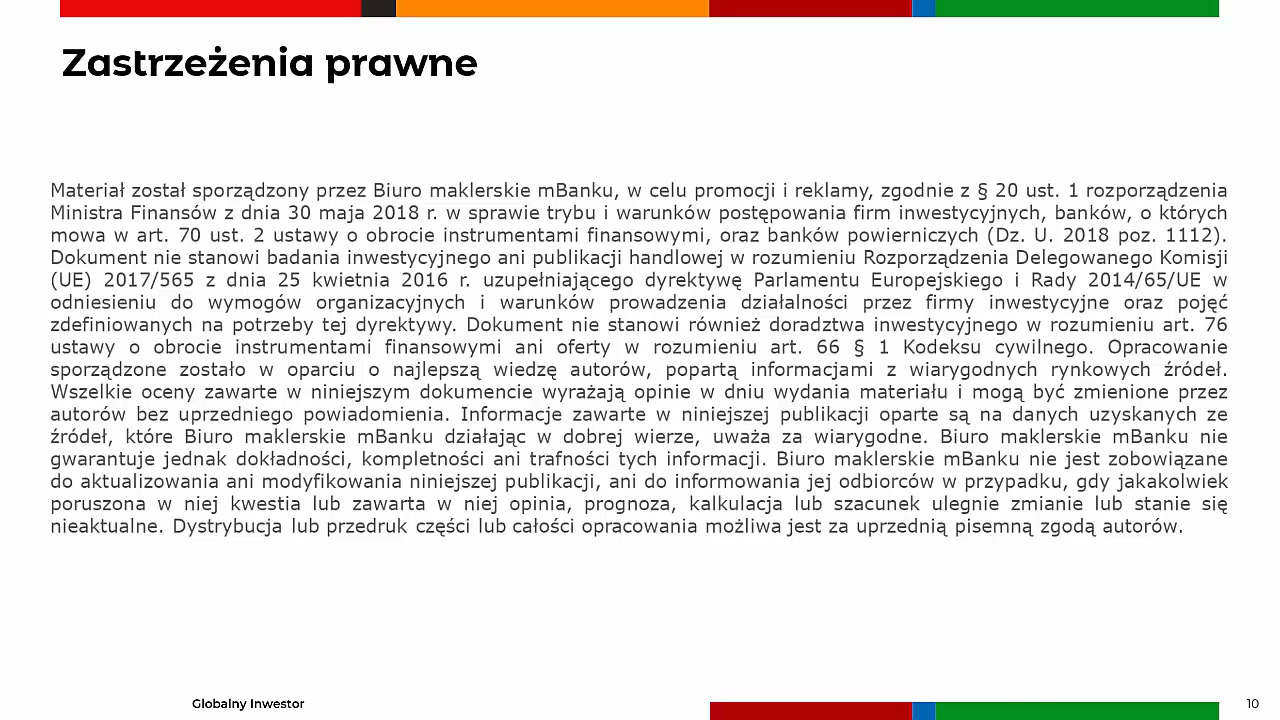 Zastrzeżenia prawne
Materiał został sporządzony przez Biuro maklerskie mBanku, w celu promocji i reklamy, zgodnie z § 20 ust. 1 rozporządzenia
Ministra Finansów z dnia 30 maja 2018 r. w sprawie trybu i warunków postępowania firm inwestycyjnych, banków, o których
mowa w art. 70 ust. 2 ustawy o obrocie instrumentami finansowymi, oraz banków powierniczych (Dz. U. 2018 poz. 1112).
Dokument nie stanowi badania inwestycyjnego ani publikacji handlowej w rozumieniu Rozporządzenia Delegowanego Komisji
(UE) 2017/565 z dnia 25 kwietnia 2016 r. uzupełniającego dyrektywę Parlamentu Europejskiego i Rady 2014/65/UE w
odniesieniu do wymogów organizacyjnych i warunków prowadzenia działalności przez firmy inwestycyjne oraz pojęć
zdefiniowanych na potrzeby tej dyrektywy. Dokument nie stanowi również doradztwa inwestycyjnego w rozumieniu art. 76
ustawy o obrocie instrumentami finansowymi ani oferty w rozumieniu art. 66 § 1 Kodeksu cywilnego. Opracowanie
sporządzone zostało w oparciu o najlepszą wiedzę autorów, popartą informacjami z wiarygodnych rynkowych źródeł.
Wszelkie oceny zawarte w niniejszym dokumencie wyrażają opinie w dniu wydania materiału i mogą być zmienione przez
autorów bez uprzedniego powiadomienia. Informacje zawarte w niniejszej publikacji oparte są na danych uzyskanych ze
źródeł, które Biuro maklerskie mBanku działając w dobrej wierze, uważa za wiarygodne. Biuro maklerskie mBanku nie
gwarantuje jednak dokładności, kompletności ani trafności tych informacji. Biuro maklerskie mBanku nie jest zobowiązane
do aktualizowania ani modyfikowania niniejszej publikacji, ani do informowania jej odbiorców w przypadku, gdy jakakolwiek
poruszona w niej kwestia lub zawarta w niej opinia, prognoza, kalkulacja lub szacunek ulegnie zmianie lub stanie się
nieaktualne. Dystrybucja lub przedruk części lub całości opracowania możliwa jest za uprzednią pisemną zgodą autorów.
Globalny Inwestor
10